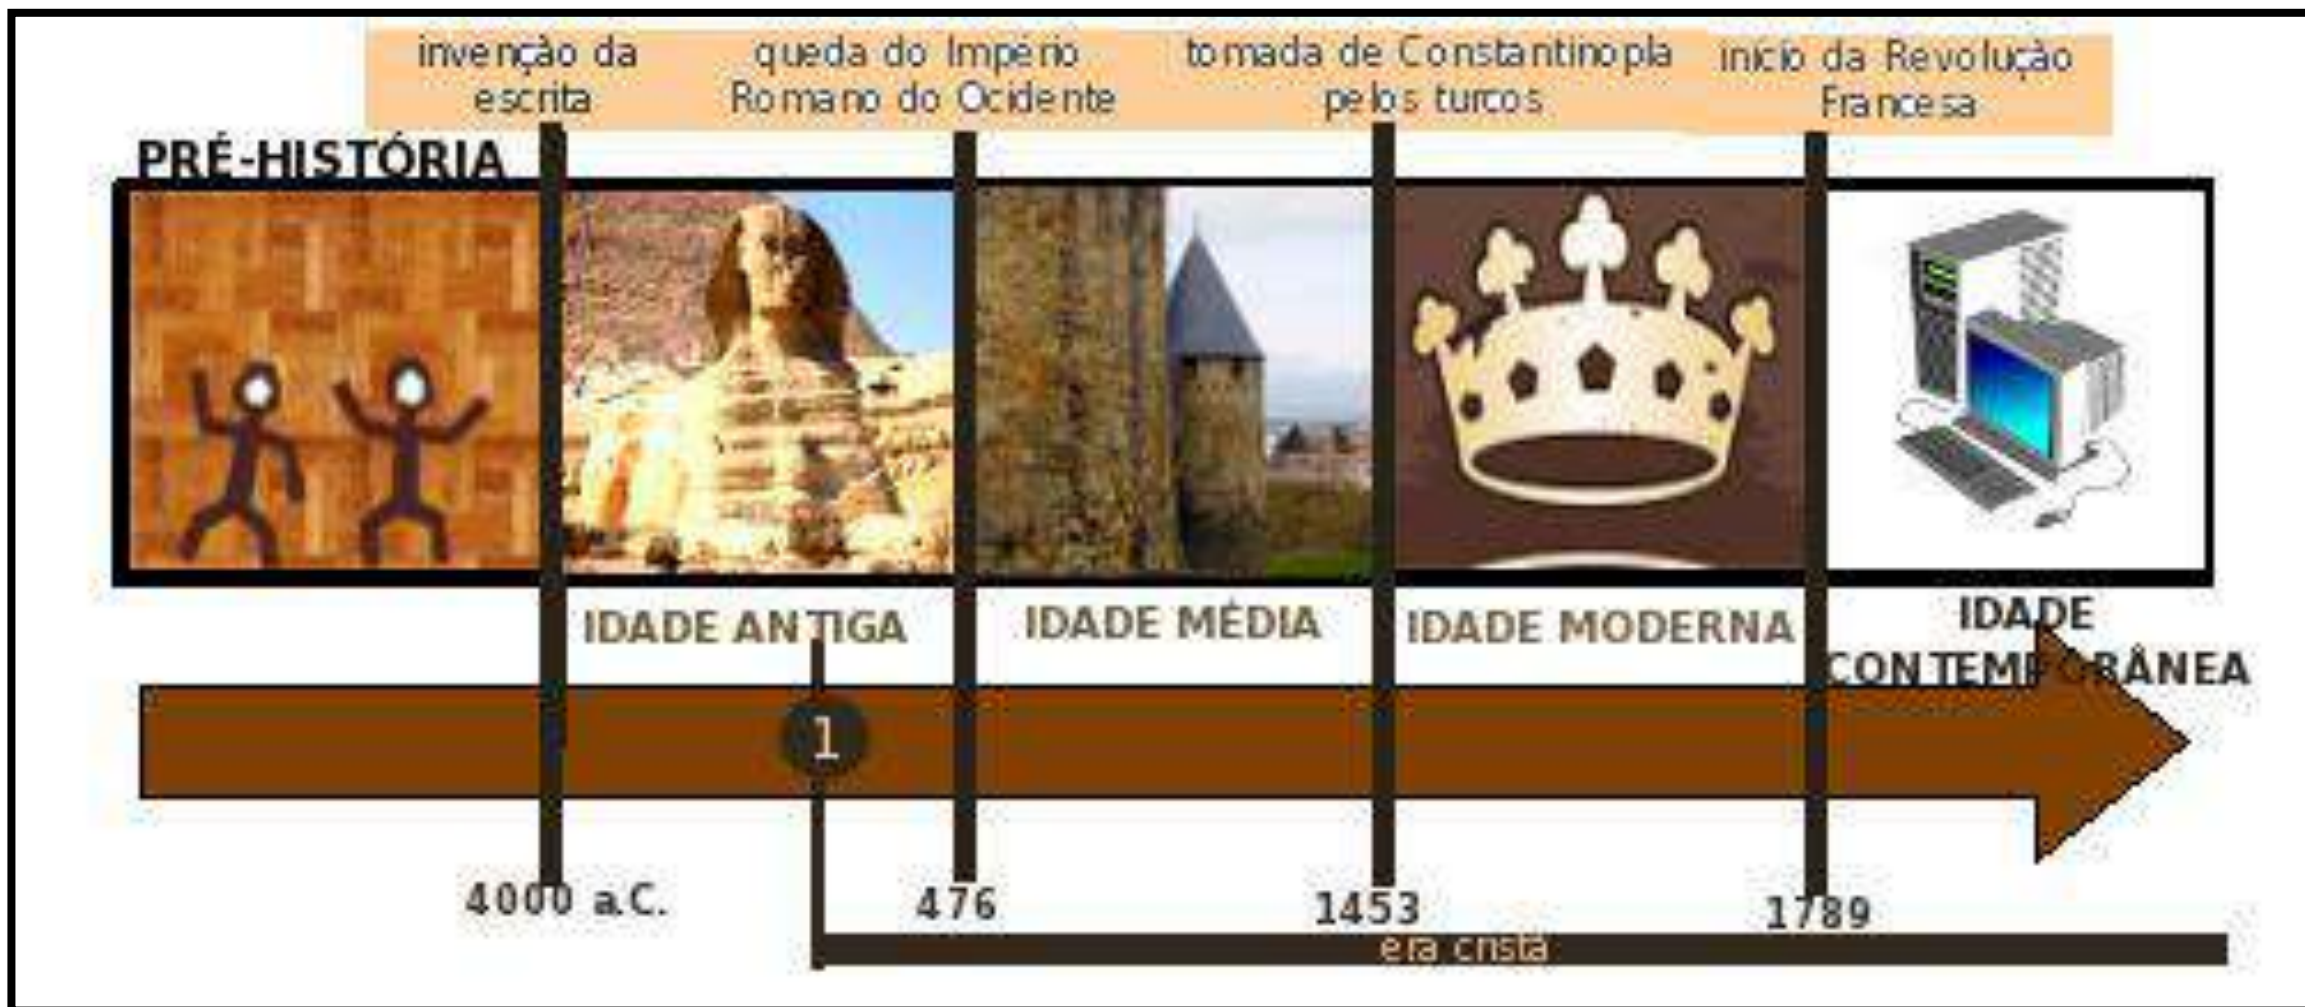 invenção da
escrita
queda do Império
Romano do Ocidente
tomada de Constantinopla
pelos turcos
início da Revolução
Francesa
PRÉ-HISTÓRIA
IDADE ANTIGA
IDADE MÉDIA
IDADE MODERNA
IDADE
CONTEMPORÂNEA
1
4000 a.C.
476
1453
1789
era cristã